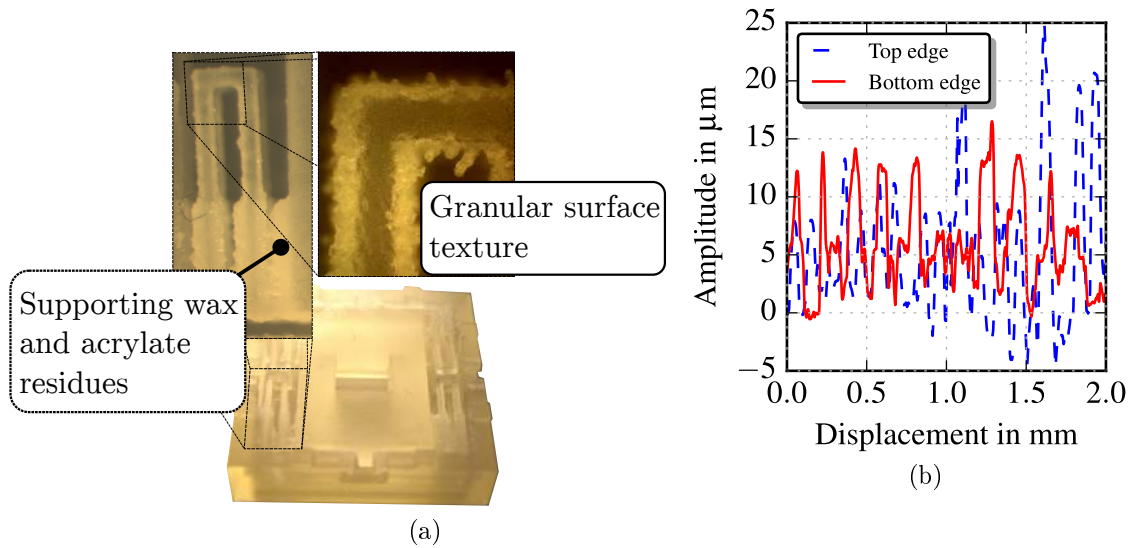 Granular surface
texture
Supporting wax
and acrylate
residues
(a)
Amplitude in µm
25
20
15
10
5
0
−5
Top edge
Bottom edge
0.0 0.5 1.0 1.5 2.0
Displacement in mm
(b)